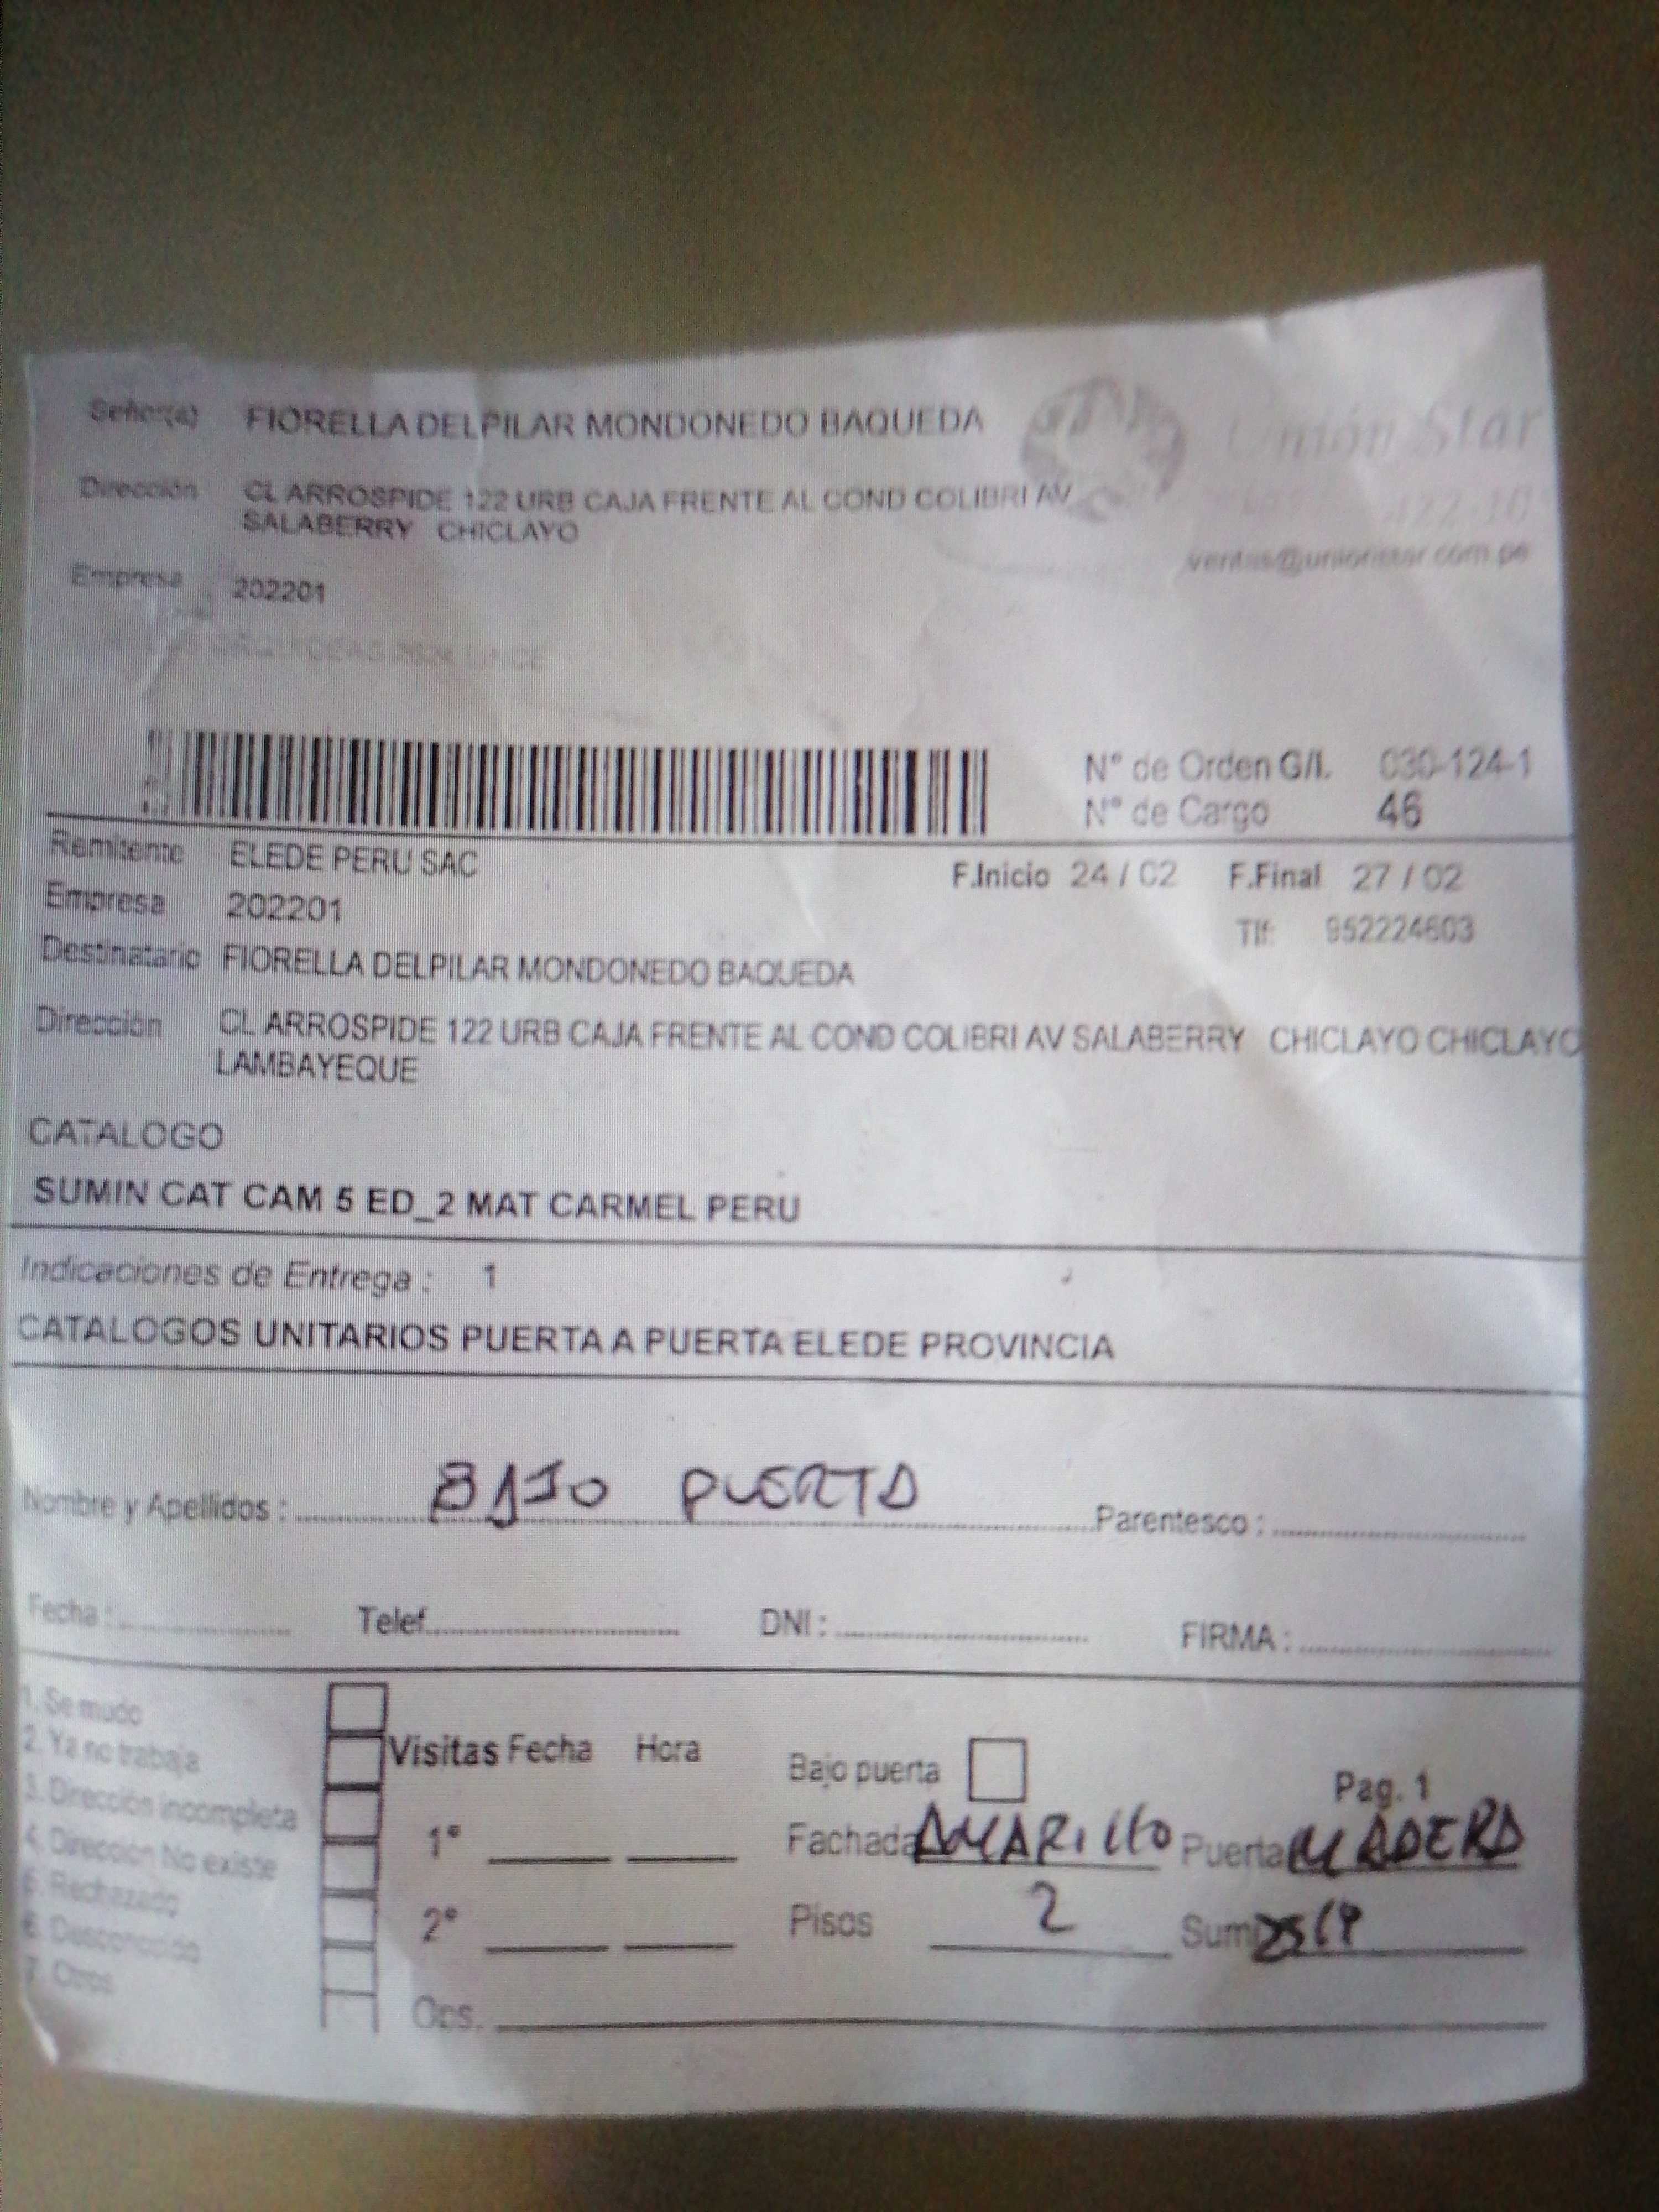 Señor(a) FIORELLA DELPILAR MONDONEDO BAQUEDA
Unión Star
Dirección CL ARROSPIDE 122 URB CAJA FRENTE AL COND COLIBRI AV
SALABERRY CHICLAYO
ventas@unionstar.com.pe
Empresa 202201
N° de Orden G/I. 030-124-1
N° de Cargo 46
Remitente ELEDE PERU SAC F.Inicio 24 / 02 F.Final 27 / 02
Empresa 202201 Tlf: 952224603
Destinatario FIORELLA DELPILAR MONDONEDO BAQUEDA
Dirección CL ARROSPIDE 122 URB CAJA FRENTE AL COND COLIBRI AV SALABERRY CHICLAYO CHICLAYO
LAMBAYEQUE
CATALOGO
SUMIN CAT CAM 5 ED_2 MAT CARMEL PERU
Indicaciones de Entrega : 1
CATALOGOS UNITARIOS PUERTA A PUERTA ELEDE PROVINCIA
Nombre y Apellidos : BAJO PUERTA Parentesco :
Fecha : Telef. DNI : FIRMA :
1. Se mudo
2. Ya no trabaja
3. Dirección incompleta
4. Dirección No existe
5. Rechazado
6. Desconocido
7. Otros
Visitas Fecha Hora Bajo puerta Pag. 1
1° Fachada AMARILLO Puerta MADERA
2° Pisos 2 Sum
Obs.